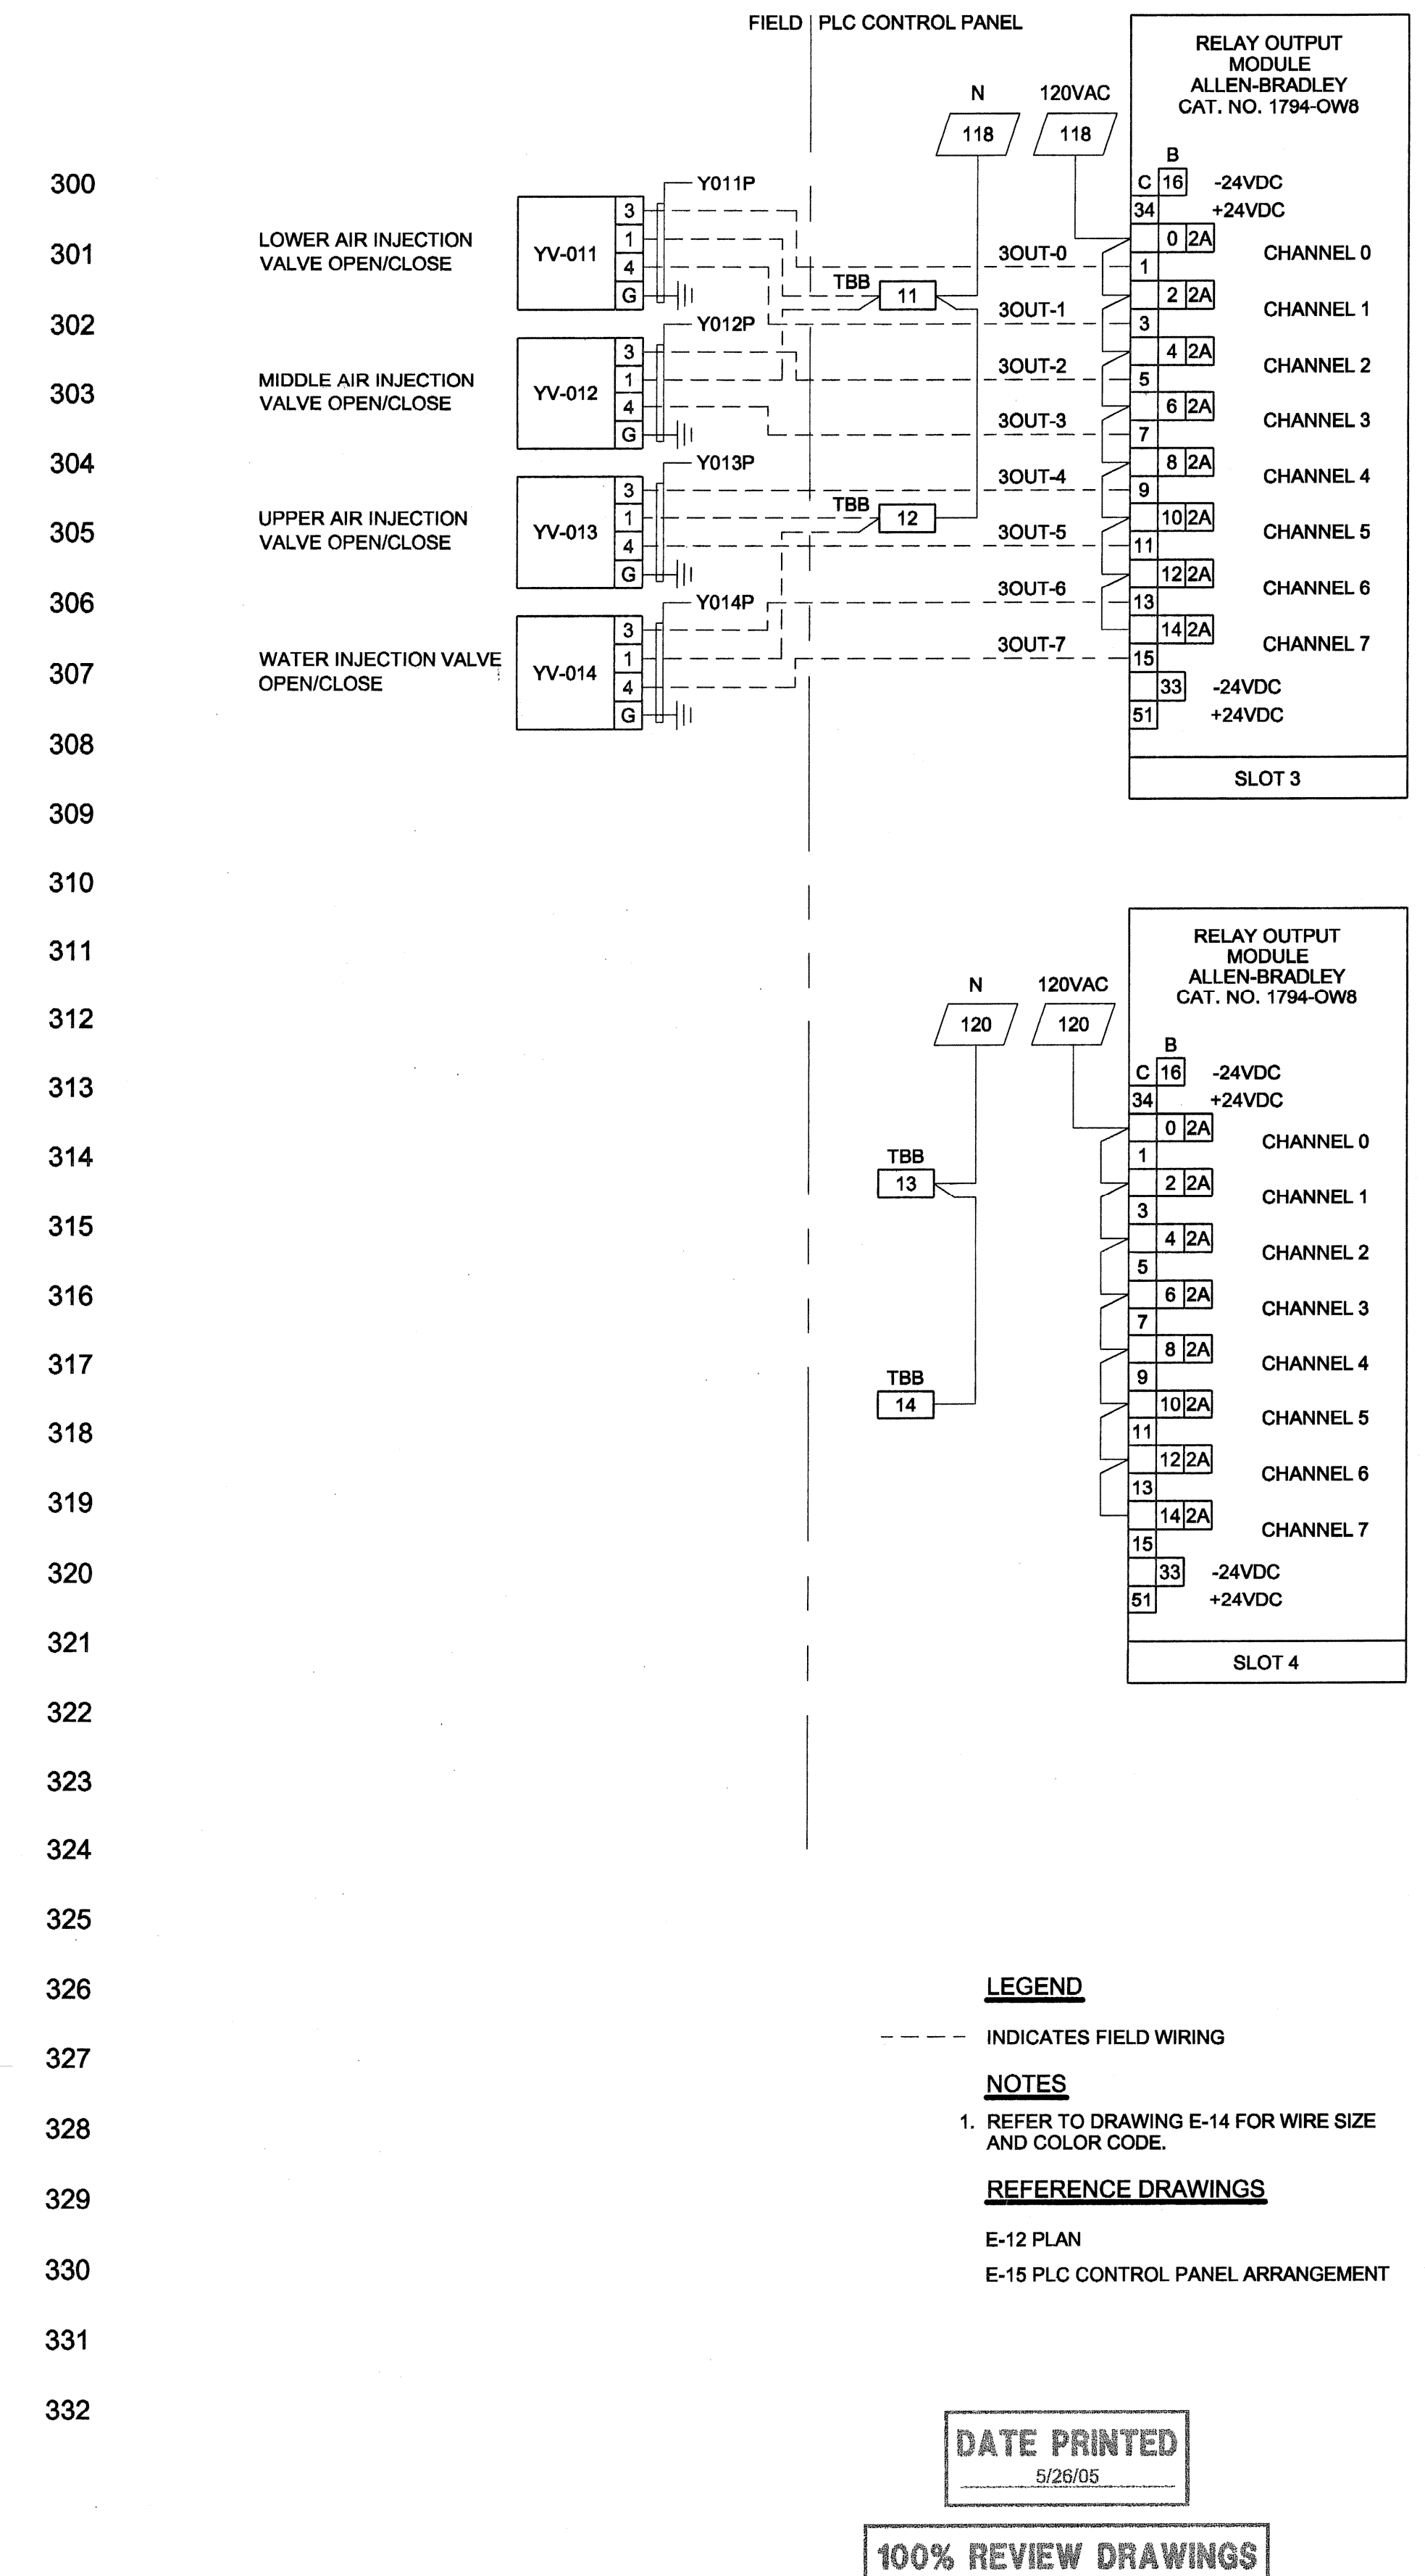 FIELD | PLC CONTROL PANEL
RELAY OUTPUT
MODULE
ALLEN-BRADLEY
CAT. NO. 1794-OW8
N 120VAC
118 118
B
300
Y011P
C 16 -24VDC
34 +24VDC
3
LOWER AIR INJECTION
VALVE OPEN/CLOSE
301
YV-011
1
4
G
3OUT-0
0 2A CHANNEL 0
1
TBB
11
2 2A CHANNEL 1
302
Y012P
3OUT-1
3
3
4 2A CHANNEL 2
MIDDLE AIR INJECTION
VALVE OPEN/CLOSE
303
YV-012
1
4
G
3OUT-2
5
6 2A CHANNEL 3
3OUT-3
7
304
Y013P
8 2A CHANNEL 4
3
3OUT-4
9
TBB
12
UPPER AIR INJECTION
VALVE OPEN/CLOSE
305
YV-013
1
4
G
10 2A CHANNEL 5
3OUT-5
11
12 2A CHANNEL 6
306
Y014P
3OUT-6
13
3
14 2A CHANNEL 7
WATER INJECTION VALVE
OPEN/CLOSE
307
YV-014
1
4
G
3OUT-7
15
33 -24VDC
51 +24VDC
308
SLOT 3
309
310
311
RELAY OUTPUT
MODULE
ALLEN-BRADLEY
CAT. NO. 1794-OW8
N 120VAC
312
120 120
B
313
C 16 -24VDC
34 +24VDC
0 2A CHANNEL 0
314
TBB
13
1
2 2A CHANNEL 1
315
3
4 2A CHANNEL 2
5
316
6 2A CHANNEL 3
7
317
8 2A CHANNEL 4
TBB
14
9
10 2A CHANNEL 5
318
11
12 2A CHANNEL 6
319
13
14 2A CHANNEL 7
15
320
33 -24VDC
51 +24VDC
321
SLOT 4
322
323
324
325
326
LEGEND
327
INDICATES FIELD WIRING
NOTES
328
1. REFER TO DRAWING E-14 FOR WIRE SIZE
AND COLOR CODE.
329
REFERENCE DRAWINGS
E-12 PLAN
330
E-15 PLC CONTROL PANEL ARRANGEMENT
331
332
DATE PRINTED
5/26/05
100% REVIEW DRAWINGS